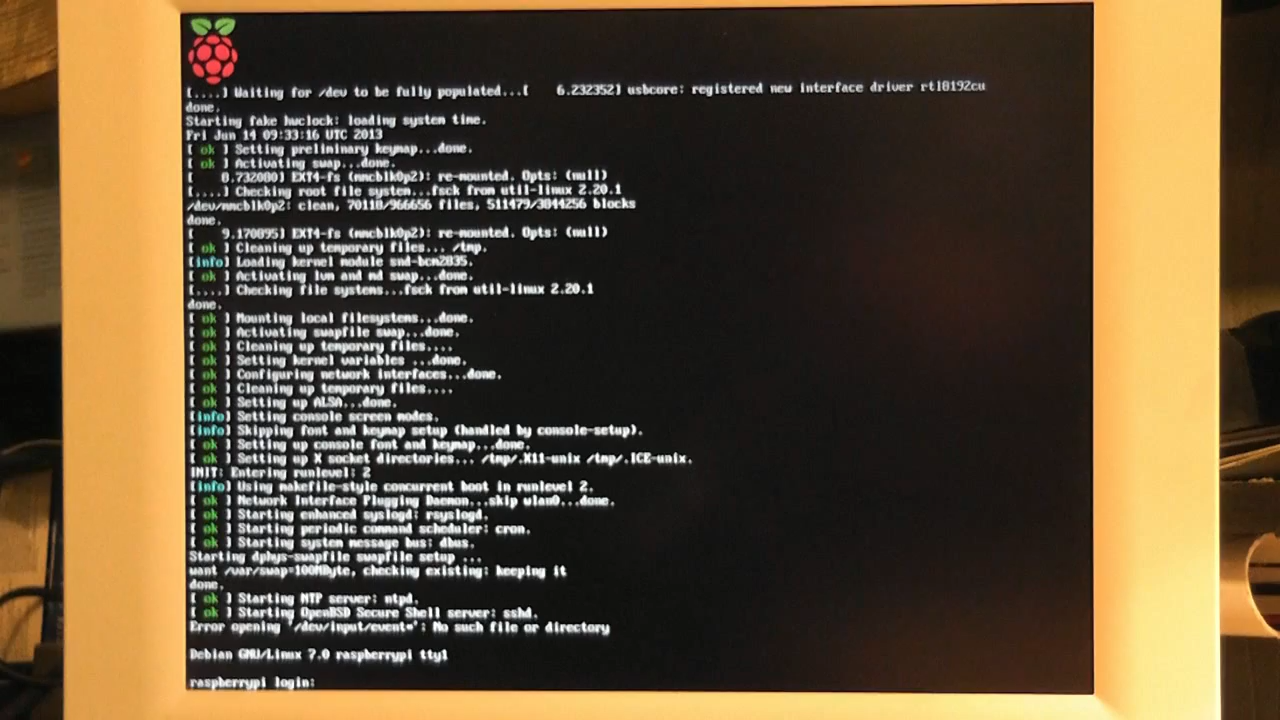 [....] Waiting for /dev to be fully populated...[    6.232352] usbcore: registered new interface driver rtl8192cu
done.
Starting fake hwclock: loading system time.
Fri Jun 14 09:33:16 UTC 2013
[ ok ] Setting preliminary keymap...done.
[ ok ] Activating swap...done.
[    8.732080] EXT4-fs (mmcblk0p2): re-mounted. Opts: (null)
[....] Checking root file system...fsck from util-linux 2.20.1
/dev/mmcblk0p2: clean, 70118/966656 files, 511479/3844256 blocks
done.
[    9.170895] EXT4-fs (mmcblk0p2): re-mounted. Opts: (null)
[ ok ] Cleaning up temporary files... /tmp.
[info] Loading kernel module snd-bcm2835.
[ ok ] Activating lvm and md swap...done.
[....] Checking file systems...fsck from util-linux 2.20.1
done.
[ ok ] Mounting local filesystems...done.
[ ok ] Activating swapfile swap...done.
[ ok ] Cleaning up temporary files....
[ ok ] Setting kernel variables ...done.
[ ok ] Configuring network interfaces...done.
[ ok ] Cleaning up temporary files....
[ ok ] Setting up ALSA...done.
[info] Setting console screen modes.
[info] Skipping font and keymap setup (handled by console-setup).
[ ok ] Setting up console font and keymap...done.
[ ok ] Setting up X socket directories... /tmp/.X11-unix /tmp/.ICE-unix.
INIT: Entering runlevel: 2
[info] Using makefile-style concurrent boot in runlevel 2.
[ ok ] Network Interface Plugging Daemon...skip wlan0...done.
[ ok ] Starting enhanced syslogd: rsyslogd.
[ ok ] Starting periodic command scheduler: cron.
[ ok ] Starting system message bus: dbus.
Starting dphys-swapfile swapfile setup ...
want /var/swap=100MByte, checking existing: keeping it
done.
[ ok ] Starting NTP server: ntpd.
[ ok ] Starting OpenBSD Secure Shell server: sshd.
Error opening '/dev/input/event*': No such file or directory
Debian GNU/Linux 7.0 raspberrypi tty1
raspberrypi login: